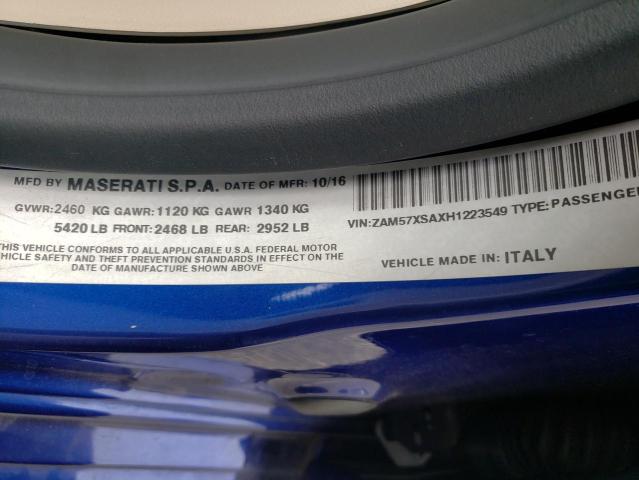 MFD BY MASERATI S.P.A. DATE OF MFR: 10/16
GVWR:2460 KG GAWR:1120 KG GAWR 1340 KG
5420 LB FRONT:2468 LB REAR: 2952 LB
THIS VEHICLE CONFORMS TO ALL APPLICABLE U.S.A. FEDERAL MOTOR
VEHICLE SAFETY AND THEFT PREVENTION STANDARDS IN EFFECT ON THE
DATE OF MANUFACTURE SHOWN ABOVE
VIN:ZAM57XSAXH1223549 TYPE: PASSENGER
VEHICLE MADE IN: ITALY